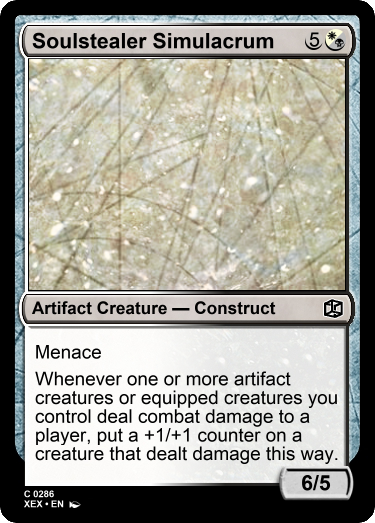 Soulstealer Simulacrum 5
Artifact Creature — Construct
Menace
Whenever one or more artifact
creatures or equipped creatures you
control deal combat damage to a
player, put a +1/+1 counter on a
creature that dealt damage this way.
6/5
C 0286
XEX • EN